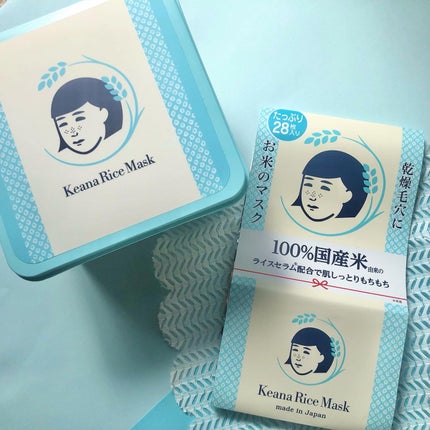 Keana Rice Mask
たっぷり
28枚入り
乾燥毛穴に
お米のマスク
100%国産米由来の
ライスセラム配合で肌しっとりもちもち
Keana Rice Mask
made in Japan